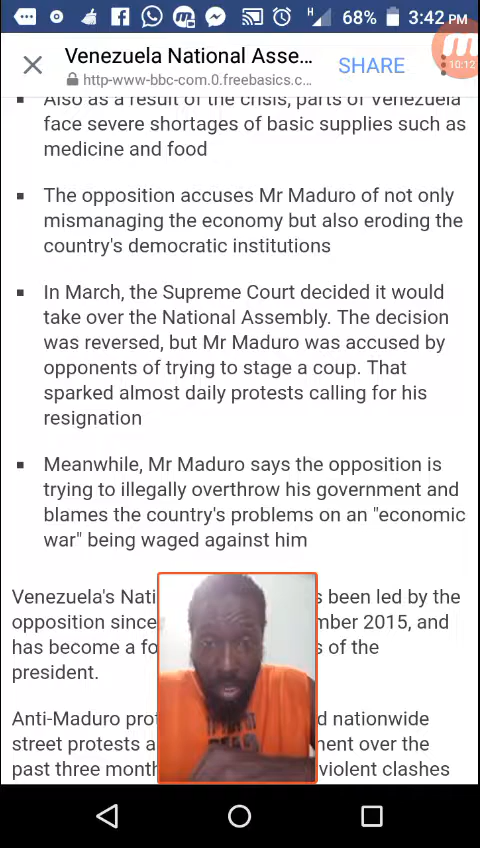 68% 3:42 PM
H
Venezuela National Asse...
SHARE
http-www-bbc-com.0.freebasics.c...
10:12
Also as a result of the crisis, parts of Venezuela
face severe shortages of basic supplies such as
medicine and food
The opposition accuses Mr Maduro of not only
mismanaging the economy but also eroding the
country's democratic institutions
In March, the Supreme Court decided it would
take over the National Assembly. The decision
was reversed, but Mr Maduro was accused by
opponents of trying to stage a coup. That
sparked almost daily protests calling for his
resignation
Meanwhile, Mr Maduro says the opposition is
trying to illegally overthrow his government and
blames the country's problems on an "economic
war" being waged against him
Venezuela's Nati s been led by the
opposition since mber 2015, and
has become a fo s of the
president.
Anti-Maduro prot d nationwide
street protests a ment over the
past three month violent clashes